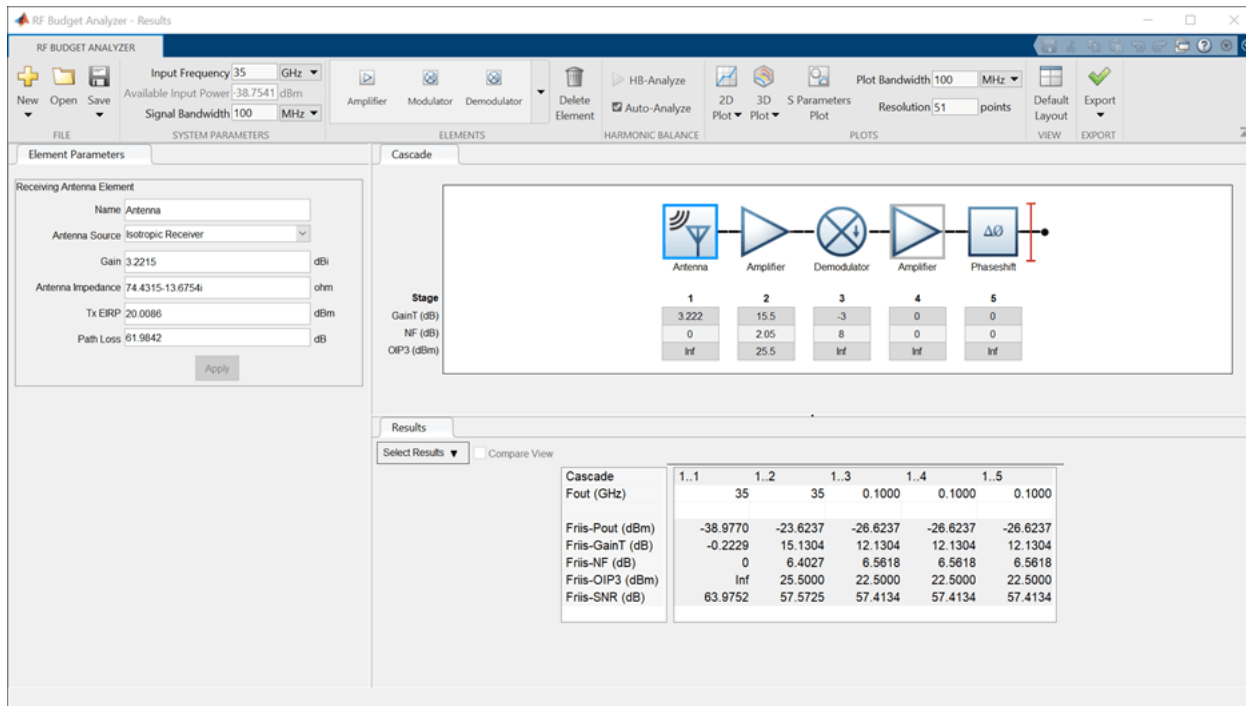 RF Budget Analyzer - Results
RF BUDGET ANALYZER
New
Open
Save
FILE
Input Frequency 35 GHz
Available Input Power -38.7541 dBm
Signal Bandwidth 100 MHz
SYSTEM PARAMETERS
Amplifier
Modulator
Demodulator
Delete
Element
ELEMENTS
HB-Analyze
Auto-Analyze
HARMONIC BALANCE
2D
Plot
3D
Plot
S Parameters
Plot
Plot Bandwidth 100 MHz
Resolution 51 points
PLOTS
Default
Layout
VIEW
Export
EXPORT
Element Parameters
Receiving Antenna Element
Name Antenna
Antenna Source Isotropic Receiver
Gain 3.2215 dBi
Antenna Impedance 74.4315-13.6754i ohm
Tx EIRP 20.0086 dBm
Path Loss 61.9842 dB
Apply
Cascade
ΔØ
Antenna Amplifier Demodulator Amplifier Phaseshift
Stage 1 2 3 4 5
GainT (dB) 3.222 15.5 -3 0 0
NF (dB) 0 2.05 8 0 0
OIP3 (dBm) Inf 25.5 Inf Inf Inf
Results
Select Results Compare View
Cascade 1..1 1..2 1..3 1..4 1..5
Fout (GHz) 35 35 0.1000 0.1000 0.1000
Friis-Pout (dBm) -38.9770 -23.6237 -26.6237 -26.6237 -26.6237
Friis-GainT (dB) -0.2229 15.1304 12.1304 12.1304 12.1304
Friis-NF (dB) 0 6.4027 6.5618 6.5618 6.5618
Friis-OIP3 (dBm) Inf 25.5000 22.5000 22.5000 22.5000
Friis-SNR (dB) 63.9752 57.5725 57.4134 57.4134 57.4134